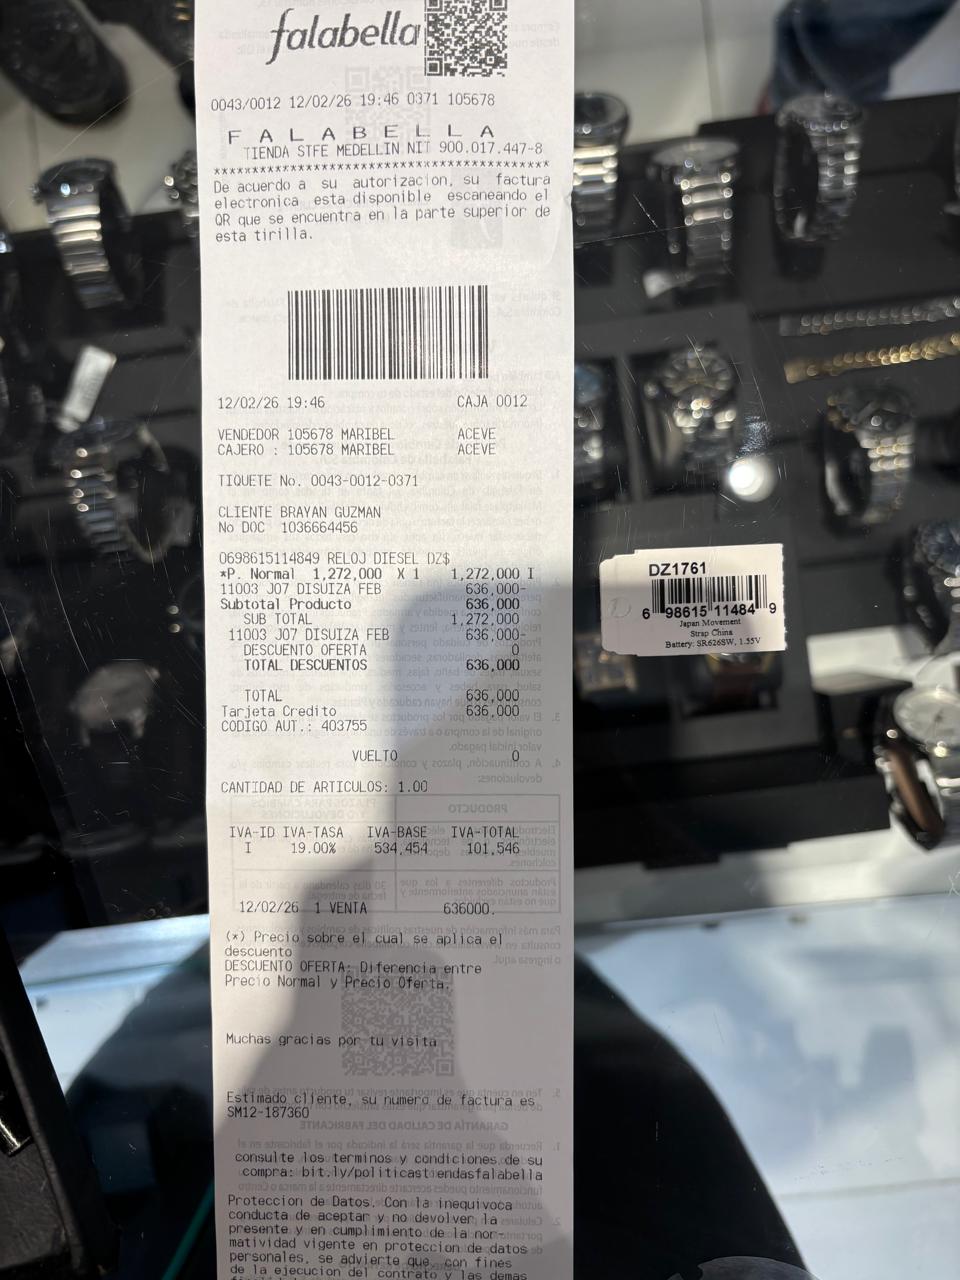 falabella
0043/0012 12/02/26 19:46 0371 105678
F A L A B E L L A
TIENDA STFE MEDELLIN NIT 900.017.447-8
****************************************
De acuerdo a su autorizacion, su factura
electronica esta disponible escaneando el
QR que se encuentra en la parte superior de
esta tirilla.
12/02/26 19:46 CAJA 0012
VENDEDOR 105678 MARIBEL ACEVE
CAJERO : 105678 MARIBEL ACEVE
TIQUETE No. 0043-0012-0371
CLIENTE BRAYAN GUZMAN
No DOC 1036664456
0698615114849 RELOJ DIESEL DZ$
*P. Normal 1,272,000 X 1 1,272,000 I
11003 J07 DISUIZA FEB 636,000-
Subtotal Producto 636,000
SUB TOTAL 1,272,000
11003 J07 DISUIZA FEB 636,000-
DESCUENTO OFERTA 0
TOTAL DESCUENTOS 636,000
TOTAL 636,000
Tarjeta Credito 636,000
CODIGO AUT.: 403755
VUELTO 0
CANTIDAD DE ARTICULOS: 1.00
IVA-ID IVA-TASA IVA-BASE IVA-TOTAL
I 19.00% 534,454 101,546
12/02/26 1 VENTA 636000.
(*) Precio sobre el cual se aplica el
descuento
DESCUENTO OFERTA: Diferencia entre
Precio Normal y Precio Oferta.
Muchas gracias por tu visita
Estimado cliente, su numero de factura es
SM12-187360
consulte los terminos y condiciones de su
compra: bit.ly/politicastiendasfalabella
Proteccion de Datos. Con la inequivoca
conducta de aceptar y no devolver la
presente y en cumplimiento de la nor-
matividad vigente en proteccion de datos
personales, se advierte que con fines
de la ejecucion del contrato y las demas
DZ1761
6 98615 11484 9
Japan Movement
Strap China
Battery: SR626SW, 1.55V